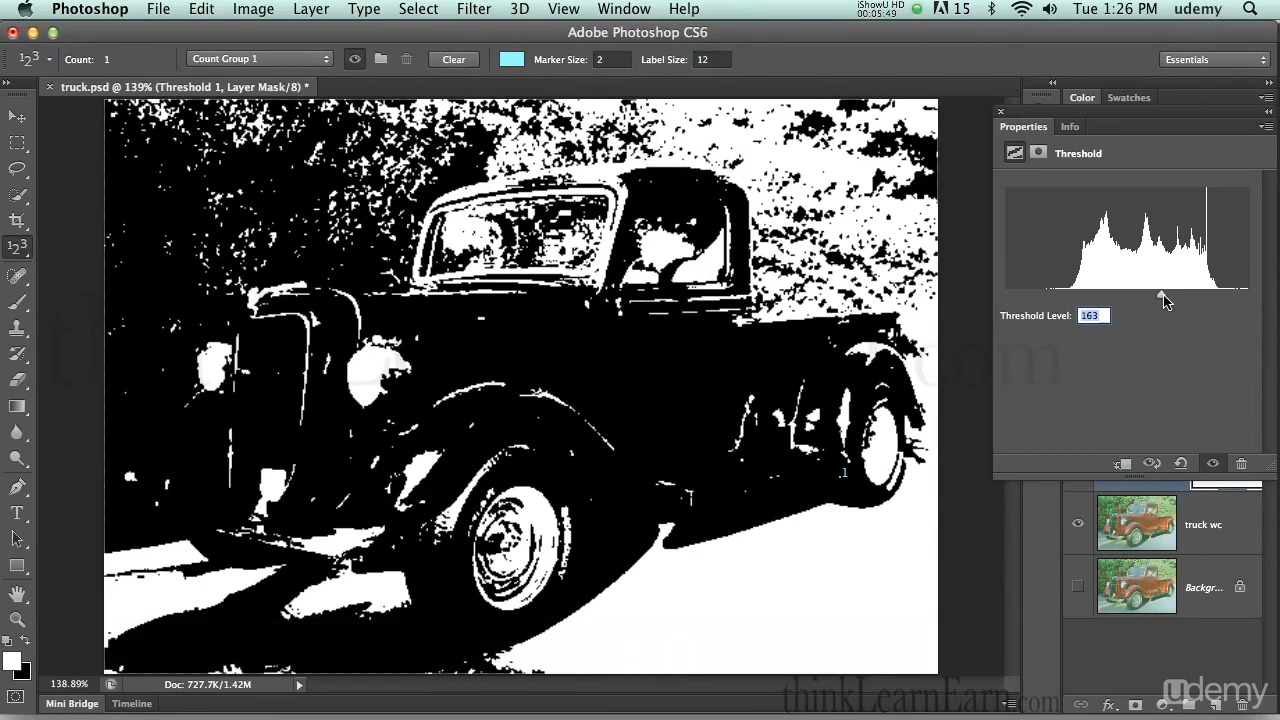 Photoshop File Edit Image Layer Type Select Filter 3D View Window Help iShowU HD 00:05:49 15 Tue 1:26 PM udemy
Adobe Photoshop CS6
123 Count: 1 Count Group 1 Clear Marker Size: 2 Label Size: 12 Essentials
× truck.psd @ 139% (Threshold 1, Layer Mask/8) * Color Swatches
Properties Info
Threshold
Threshold Level: 163
1
truck wc
Backgr...
138.89% Doc: 727.7K/1.42M
Mini Bridge Timeline
thinkLearnEarn.com
udemy